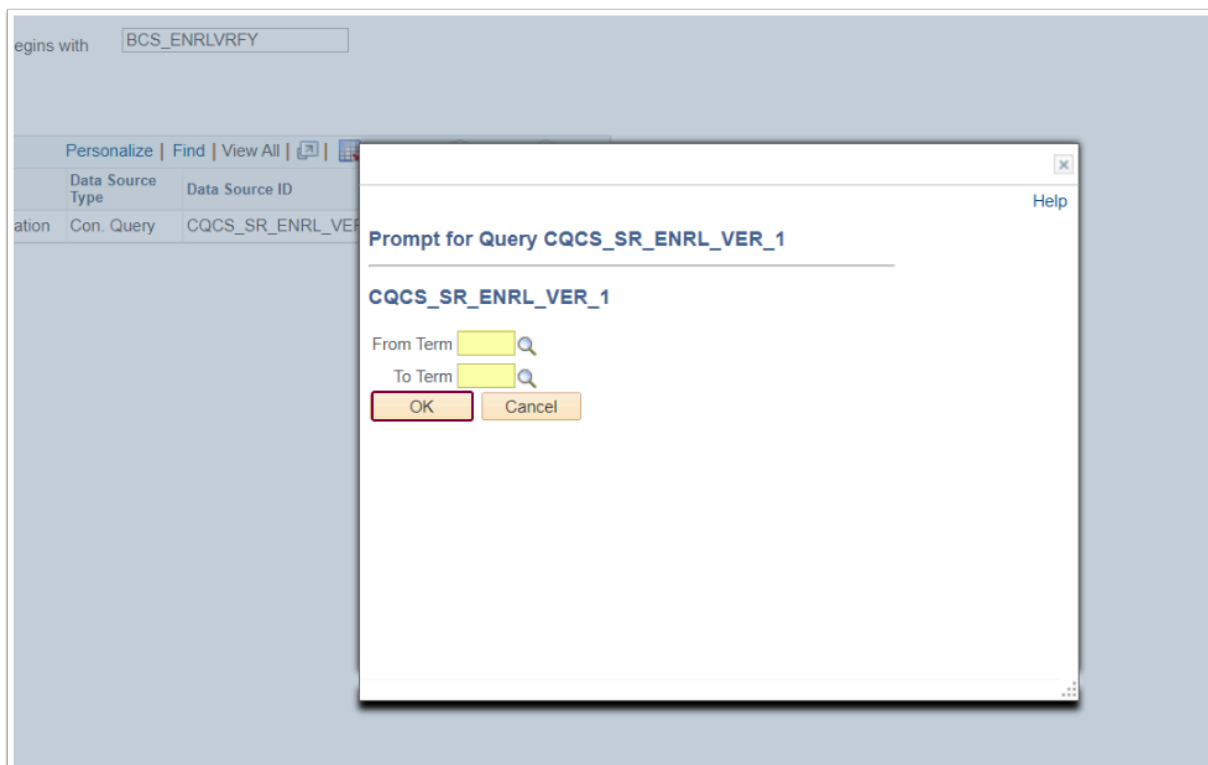 egins with BCS_ENRLVRFY
Personalize | Find | View All |
Data Source Type Data Source ID
ation Con. Query CQCS_SR_ENRL_VER
Help
Prompt for Query CQCS_SR_ENRL_VER_1
CQCS_SR_ENRL_VER_1
From Term
To Term
OK Cancel